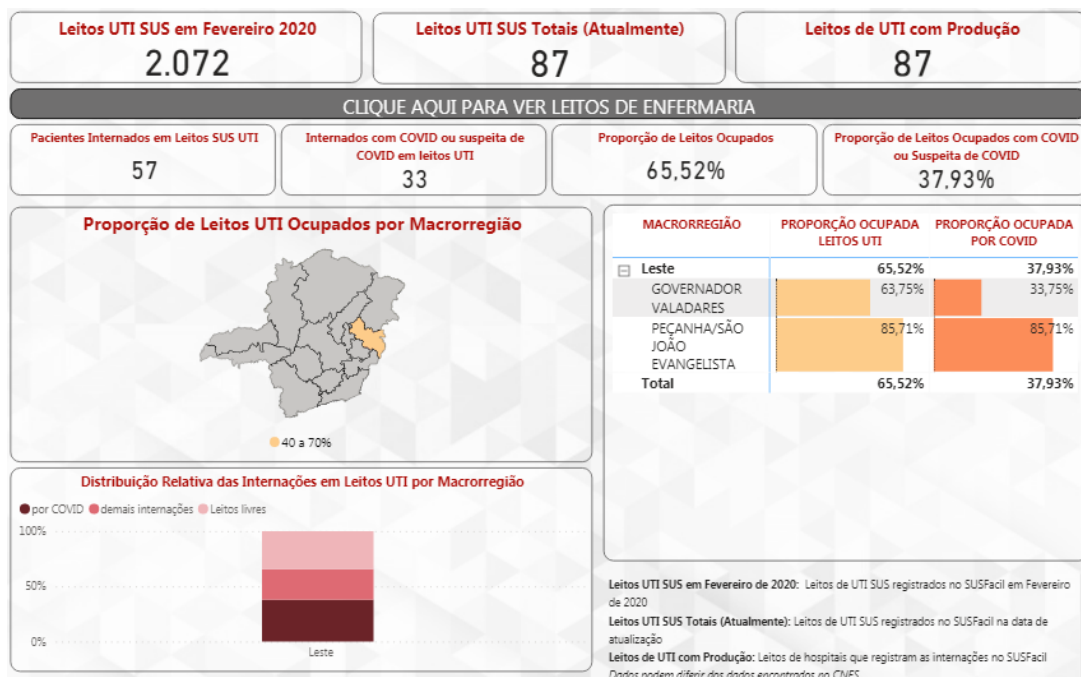 Leitos UTI SUS em Fevereiro 2020
2.072
Leitos UTI SUS Totais (Atualmente)
87
Leitos de UTI com Produção
87
CLIQUE AQUI PARA VER LEITOS DE ENFERMARIA
Pacientes Internados em Leitos SUS UTI
57
Internados com COVID ou suspeita de
COVID em leitos UTI
33
Proporção de Leitos Ocupados
65,52%
Proporção de Leitos Ocupados com COVID
ou Suspeita de COVID
37,93%
Proporção de Leitos UTI Ocupados por Macrorregião
40 a 70%
MACRORREGIÃO PROPORÇÃO OCUPADA PROPORÇÃO OCUPADA
LEITOS UTI POR COVID
Leste 65,52% 37,93%
GOVERNADOR 63,75% 33,75%
VALADARES
PEÇANHA/SÃO 85,71% 85,71%
JOÃO
EVANGELISTA
Total 65,52% 37,93%
Distribuição Relativa das Internações em Leitos UTI por Macrorregião
por COVID demais internações Leitos livres
100%
50%
0%
Leste
Leitos UTI SUS em Fevereiro de 2020: Leitos de UTI SUS registrados no SUSFacil em Fevereiro
de 2020
Leitos UTI SUS Totais (Atualmente): Leitos de UTI SUS registrados no SUSFacil na data de
atualização
Leitos de UTI com Produção: Leitos de hospitais que registram as internações no SUSFacil
Dados podem diferir dos dados encontrados no CNES